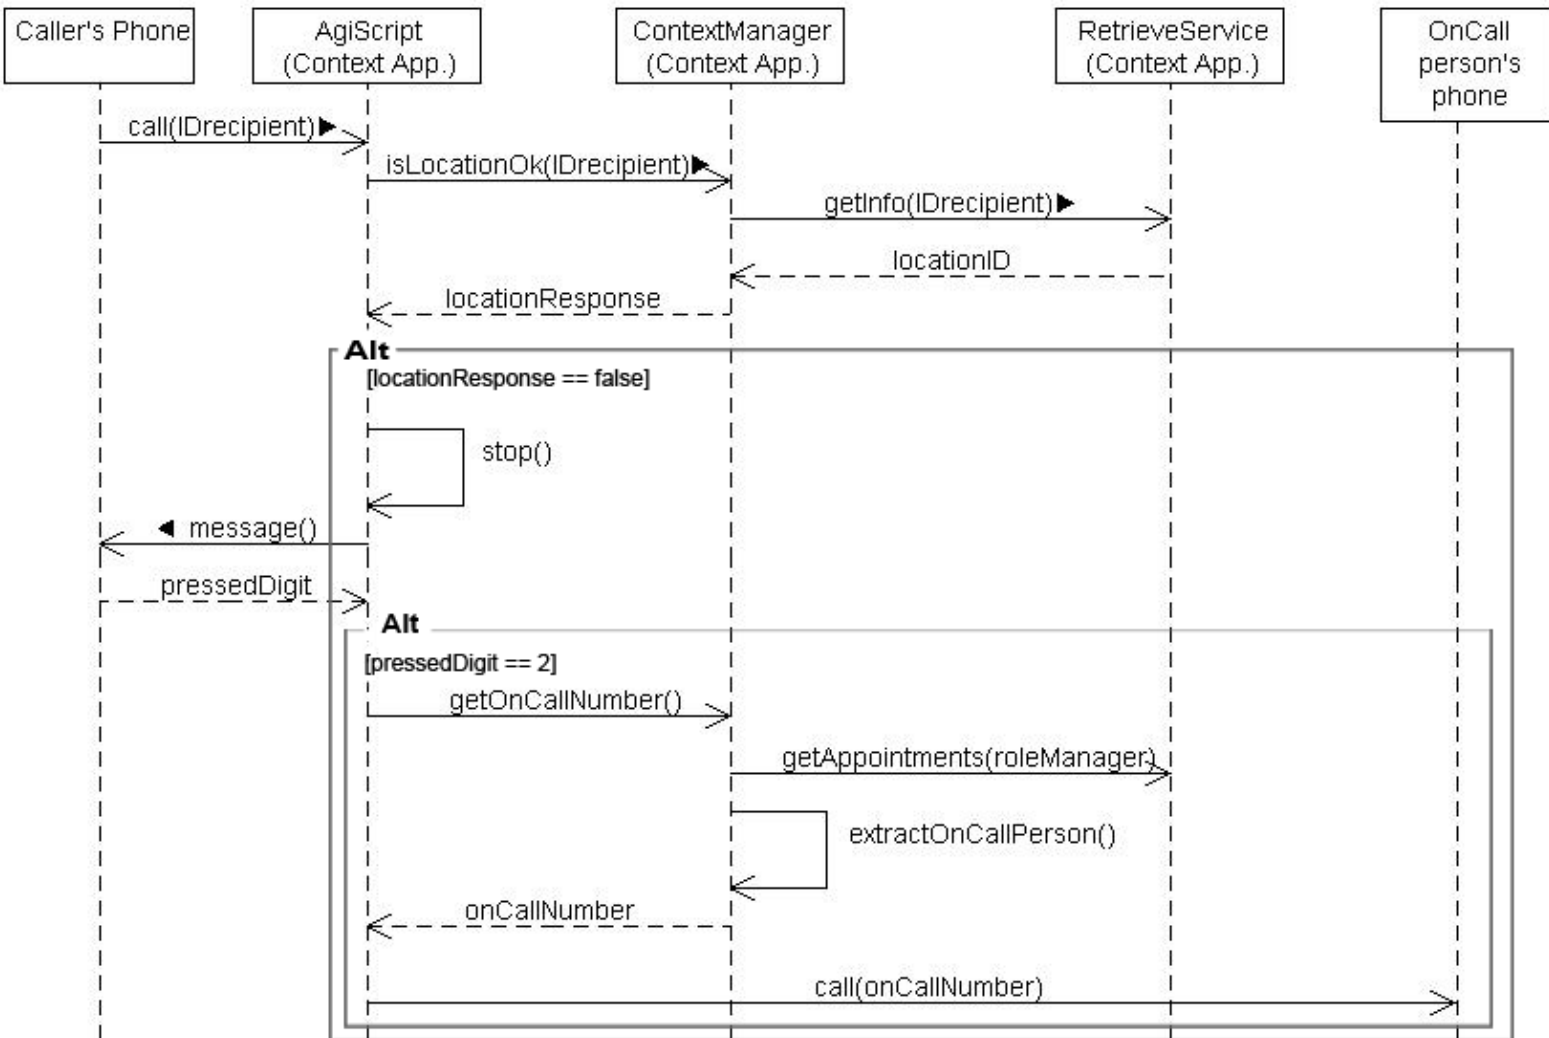 Caller's Phone
AgiScript
(Context App.)
ContextManager
(Context App.)
RetrieveService
(Context App.)
OnCall
person's
phone
call(IDrecipient)
isLocationOk(IDrecipient)
getInfo(IDrecipient)
locationID
locationResponse
Alt
[locationResponse == false]
stop()
message()
pressedDigit
Alt
[pressedDigit == 2]
getOnCallNumber()
getAppointments(roleManager)
extractOnCallPerson()
onCallNumber
call(onCallNumber)